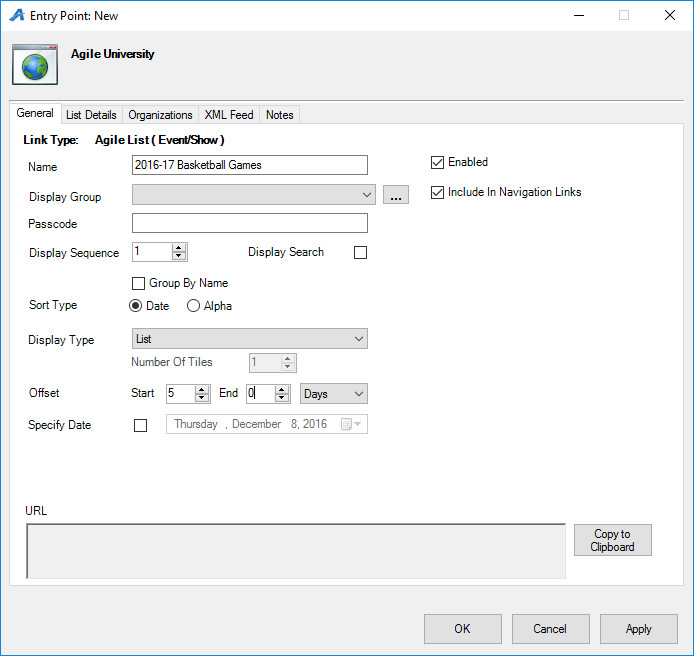 Entry Point: New
Agile University
General List Details Organizations XML Feed Notes
Link Type: Agile List ( Event/Show )
Name 2016-17 Basketball Games Enabled
Display Group ... Include In Navigation Links
Passcode
Display Sequence 1 Display Search
Group By Name
Sort Type Date Alpha
Display Type List
Number Of Tiles 1
Offset Start 5 End 0 Days
Specify Date Thursday , December 8, 2016
URL
Copy to
Clipboard
OK Cancel Apply